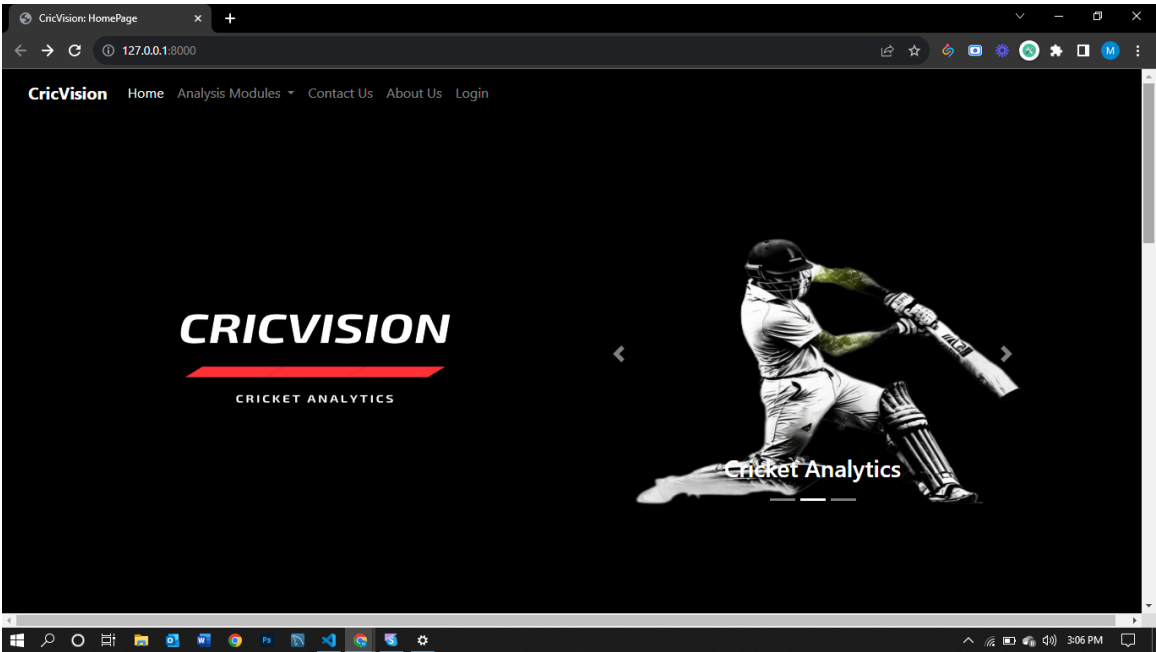 CricVision: HomePage
127.0.0.1:8000
M
CricVision Home Analysis Modules Contact Us About Us Login
CRICVISION
CRICKET ANALYTICS
Cricket Analytics
Ps
3:06 PM